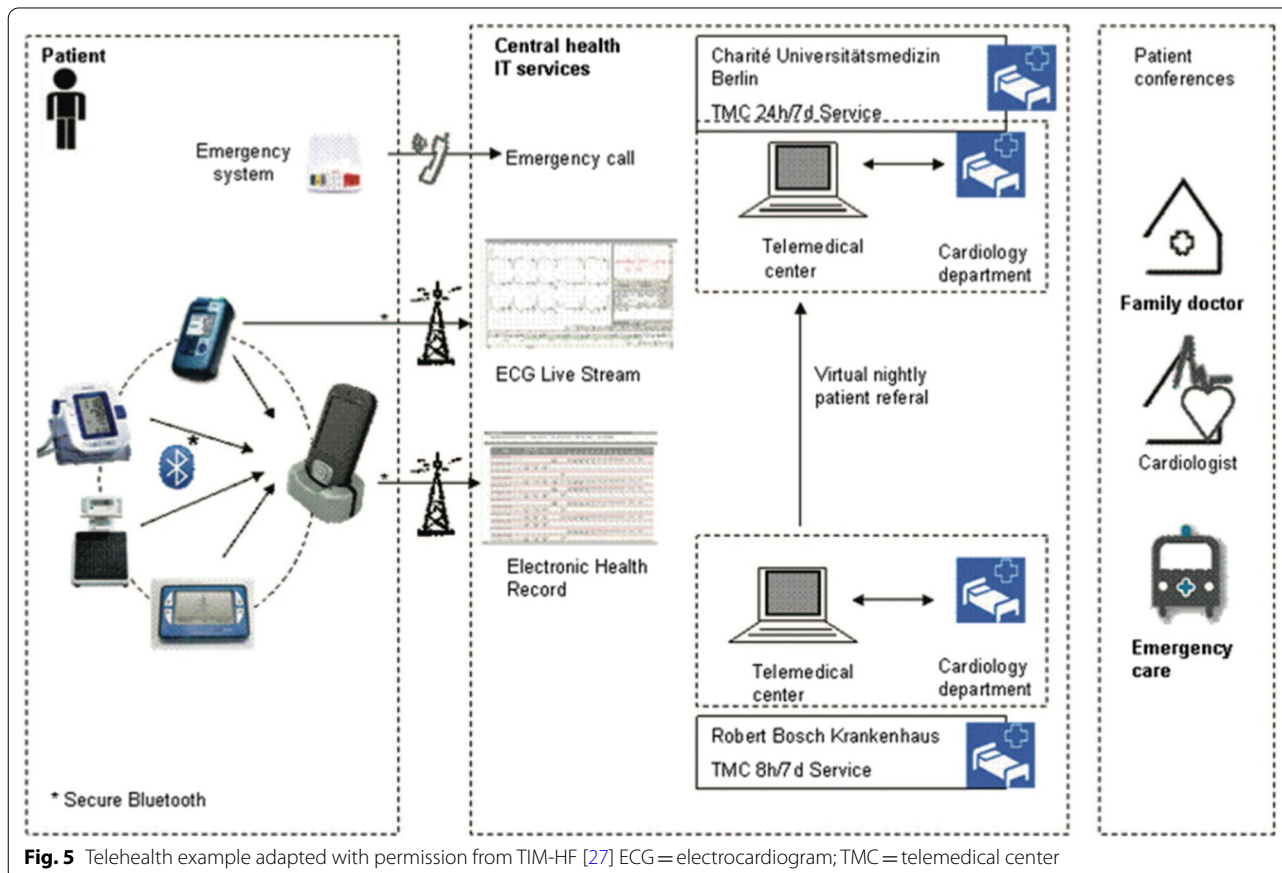 Patient
Emergency
system
* Secure Bluetooth
*
*
*
Central health
IT services
Emergency call
ECG Live Stream
Electronic Health
Record
Charité Universitätsmedizin
Berlin
TMC 24h/7d Service
Telemedical
center
Cardiology
department
Virtual nightly
patient referal
Telemedical
center
Cardiology
department
Robert Bosch Krankenhaus
TMC 8h/7d Service
Patient
conferences
Family doctor
Cardiologist
Emergency
care
Fig. 5 Telehealth example adapted with permission from TIM-HF [27] ECG = electrocardiogram; TMC = telemedical center